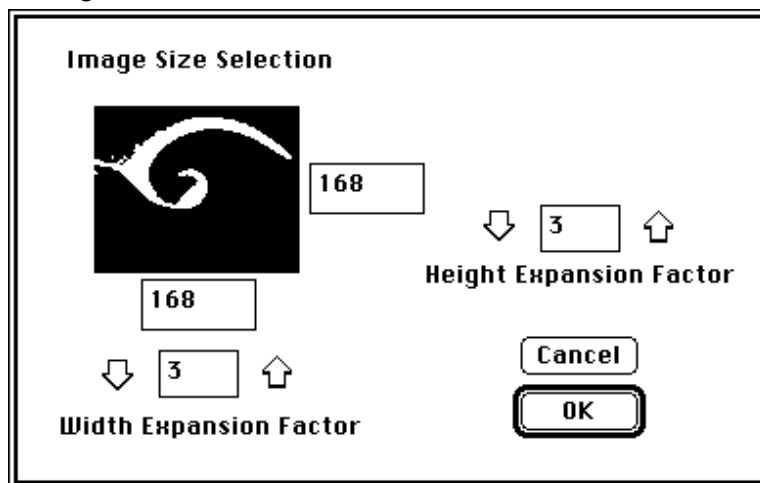 Image Size Selection
168
3
Height Expansion Factor
168
3
Width Expansion Factor
Cancel
OK